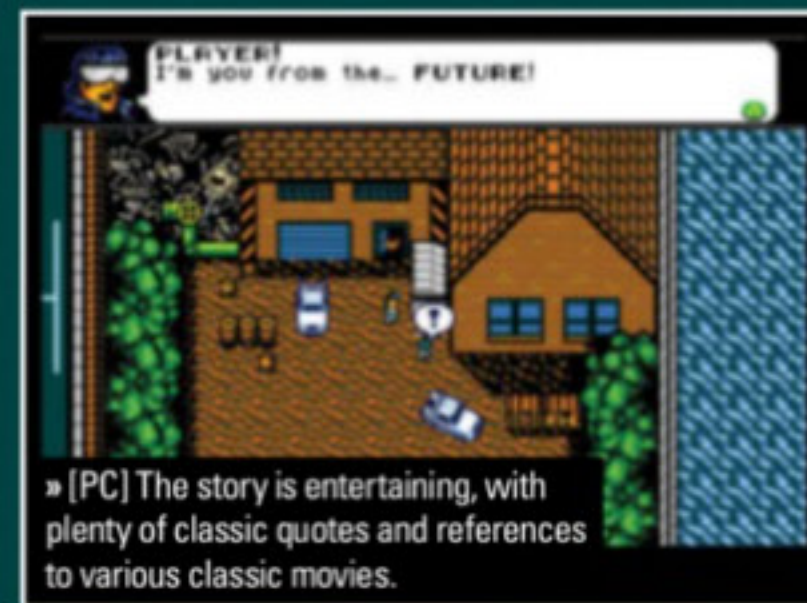 PLAYER!
I'm you from the… FUTURE!
!
» [PC] The story is entertaining, with
plenty of classic quotes and references
to various classic movies.